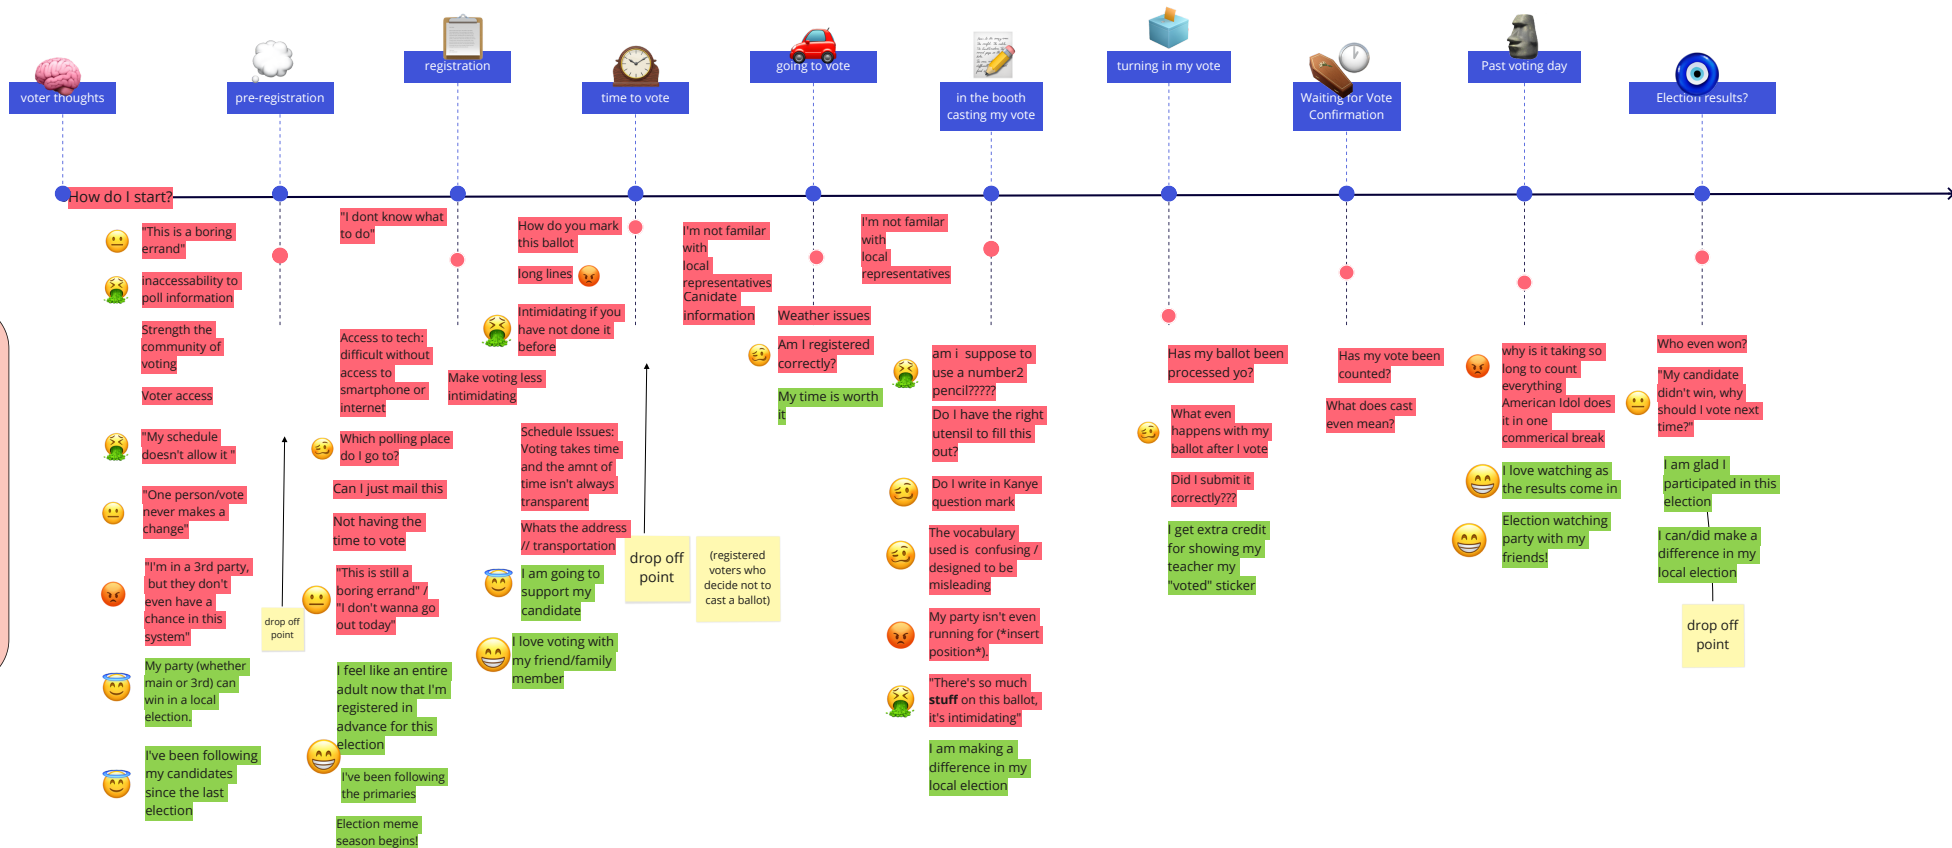 voter thoughts
pre-registration
registration
time to vote
going to vote
in the booth
casting my vote
turning in my vote
Waiting for Vote
Confirmation
Past voting day
Election results?
How do I start?
"This is a boring
errand"
inaccessability to
poll information
Strength the
community of
voting
Voter access
"My schedule
doesn't allow it "
"One person/vote
never makes a
change"
"I'm in a 3rd party,
but they don't
even have a
chance in this
system"
My party (whether
main or 3rd) can
win in a local
election.
I've been following
my candidates
since the last
election
drop off
point
"I dont know what
to do"
Access to tech:
difficult without
access to
smartphone or
internet
Which polling place
do I go to?
Can I just mail this
Not having the
time to vote
"This is still a
boring errand" /
"I don't wanna go
out today"
I feel like an entire
adult now that I'm
registered in
advance for this
election
I've been following
the primaries
Election meme
season begins!
Make voting less
intimidating
How do you mark
this ballot
long lines
Intimidating if you
have not done it
before
Schedule Issues:
Voting takes time
and the amnt of
time isn't always
transparent
Whats the address
// transportation
I am going to
support my
candidate
I love voting with
my friend/family
member
drop off
point
(registered
voters who
decide not to
cast a ballot)
I'm not familar
with
local
representatives
Canidate
information
Weather issues
Am I registered
correctly?
My time is worth
it
I'm not familar
with
local
representatives
am i  suppose to
use a number2
pencil?????
Do I have the right
utensil to fill this
out?
Do I write in Kanye
question mark
The vocabulary
used is  confusing /
designed to be
misleading
My party isn't even
running for (*insert
position*).
"There's so much
stuff on this ballot,
it's intimidating"
I am making a
difference in my
local election
Has my ballot been
processed yo?
What even
happens with my
ballot after I vote
Did I submit it
correctly???
I get extra credit
for showing my
teacher my
"voted" sticker
Has my vote been
counted?
What does cast
even mean?
why is it taking so
long to count
everything
American Idol does
it in one
commerical break
I love watching as
the results come in
Election watching
party with my
friends!
Who even won?
"My candidate
didn't win, why
should I vote next
time?"
I am glad I
participated in this
election
I can/did make a
difference in my
local election
drop off
point